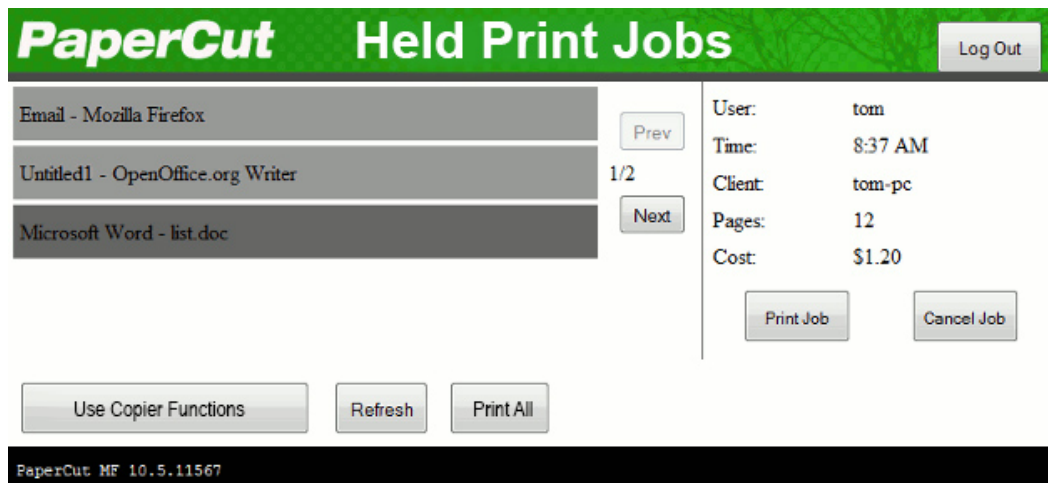 PaperCut Held Print Jobs Log Out
Email - Mozilla Firefox
Untitled1 - OpenOffice.org Writer
Microsoft Word - list.doc
Prev
1/2
Next
User: tom
Time: 8:37 AM
Client: tom-pc
Pages: 12
Cost: $1.20
Print Job Cancel Job
Use Copier Functions Refresh Print All
PaperCut MF 10.5.11567